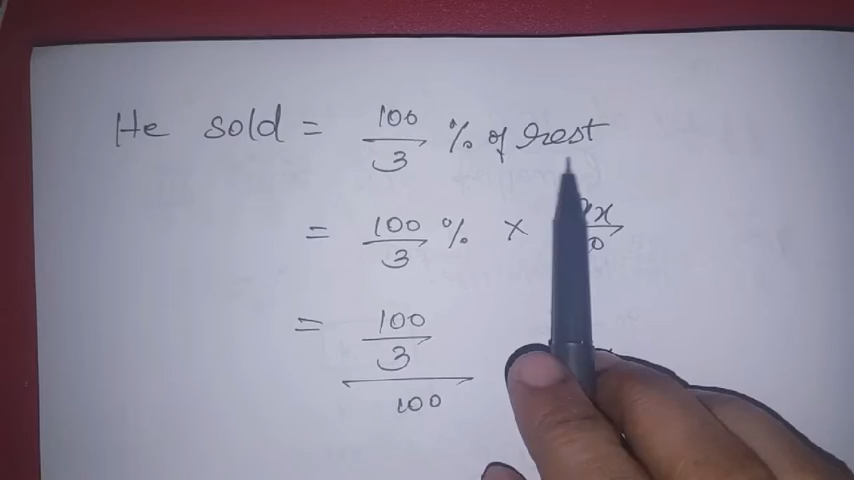 He sold = 100/3 % of rest
= 100/3 % × x
= 100/3/100